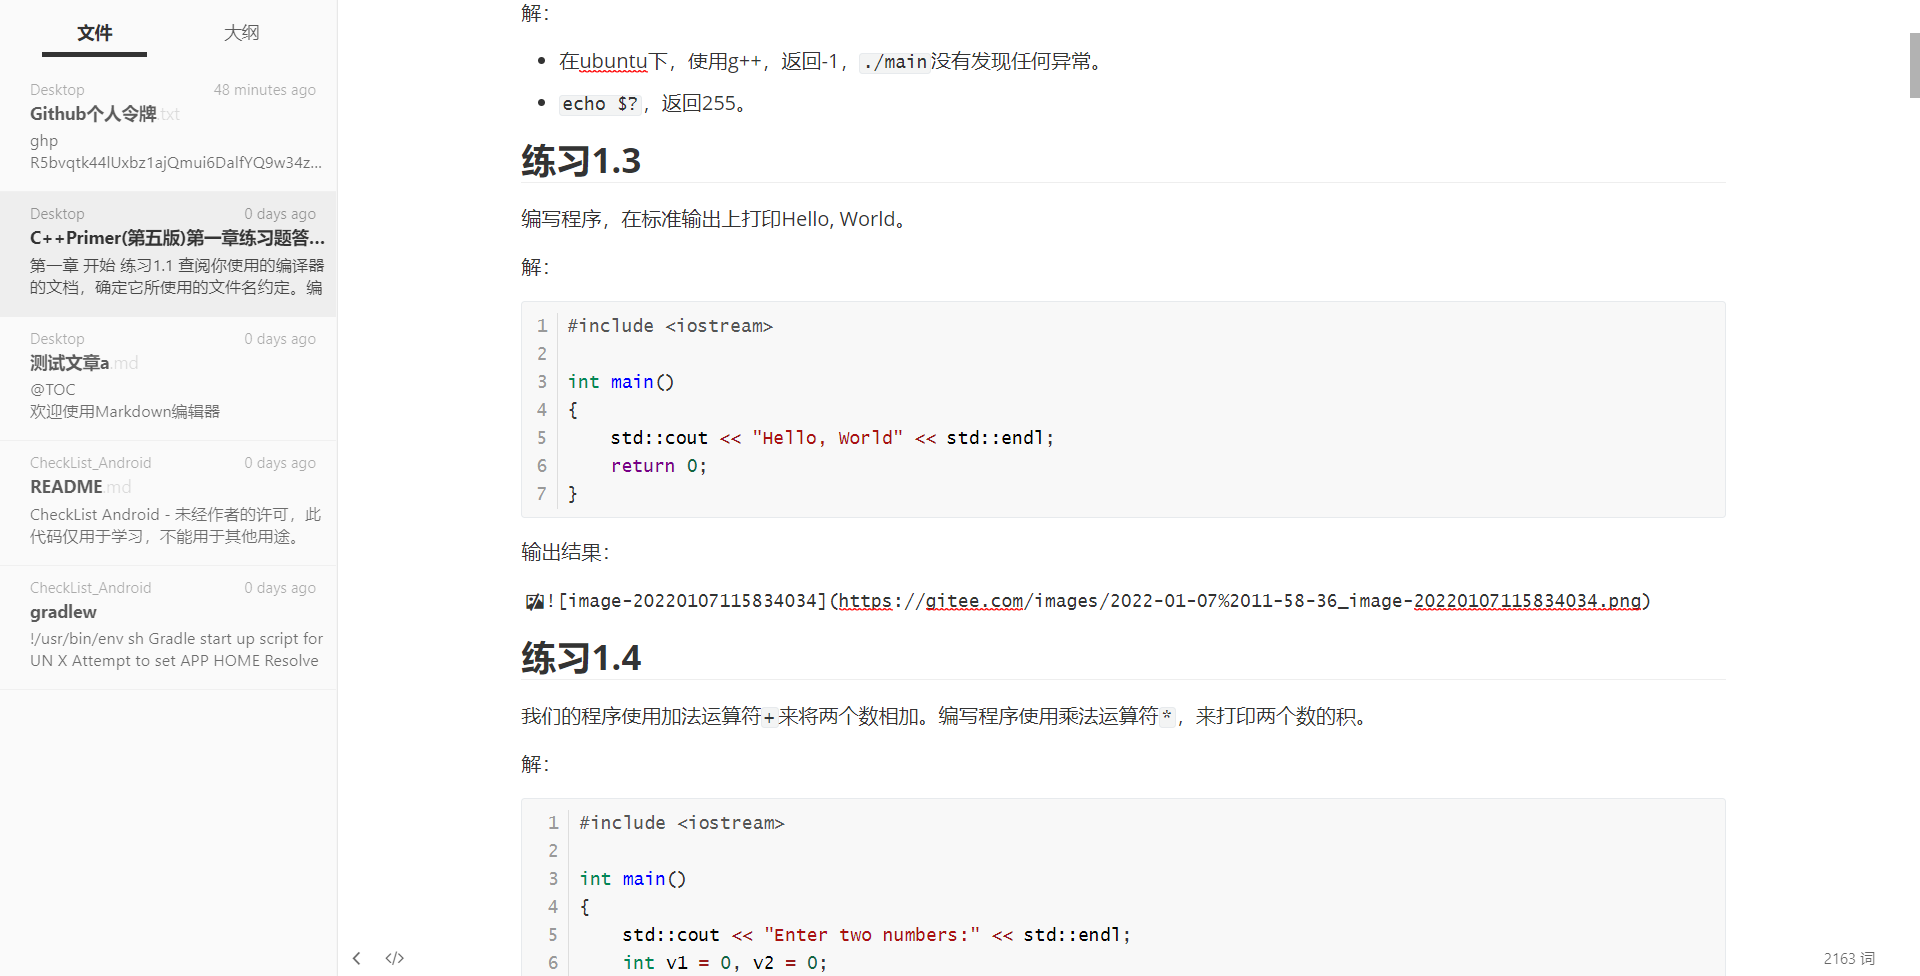 文件
大纲
Desktop 48 minutes ago
Github个人令牌.txt
ghp
Desktop 0 days ago
C++Primer(第五版)第一章练习题答...
第一章 开始 练习1.1 查阅你使用的编译器
的文档，确定它所使用的文件名约定。编
Desktop 0 days ago
测试文章a.md
@TOC
欢迎使用Markdown编辑器
CheckList_Android 0 days ago
README.md
CheckList Android - 未经作者的许可，此
代码仅用于学习，不能用于其他用途。
CheckList_Android 0 days ago
gradlew
!/usr/bin/env sh Gradle start up script for
UN X Attempt to set APP HOME Resolve
解：
在ubuntu下，使用g++，返回-1，./main没有发现任何异常。
echo $?，返回255。
练习1.3
编写程序，在标准输出上打印Hello, World。
解：
1 #include <iostream>
2
3 int main()
4 {
5     std::cout << "Hello, World" << std::endl;
6     return 0;
7 }
输出结果：
![image-20220107115834034](https://gitee.com/images/2022-01-07%2011-58-36_image-20220107115834034.png)
练习1.4
我们的程序使用加法运算符+来将两个数相加。编写程序使用乘法运算符*，来打印两个数的积。
解：
1 #include <iostream>
2
3 int main()
4 {
5     std::cout << "Enter two numbers:" << std::endl;
6     int v1 = 0, v2 = 0;
2163 词